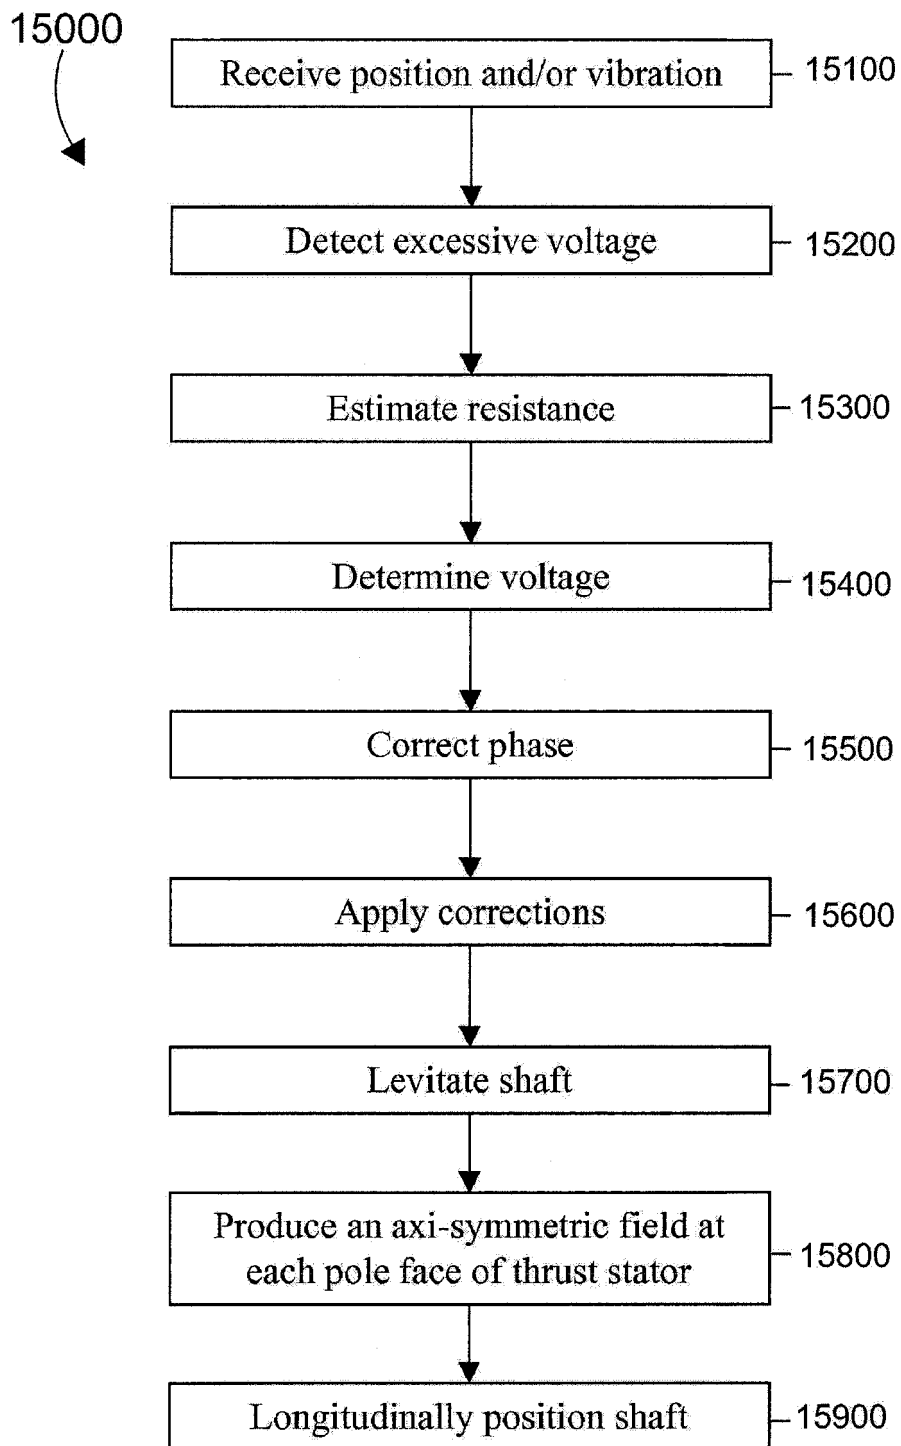 15000
Receive position and/or vibration
15100
Detect excessive voltage
15200
Estimate resistance
15300
Determine voltage
15400
Correct phase
15500
Apply corrections
15600
Levitate shaft
15700
Produce an axi-symmetric field at
each pole face of thrust stator
15800
Longitudinally position shaft
15900